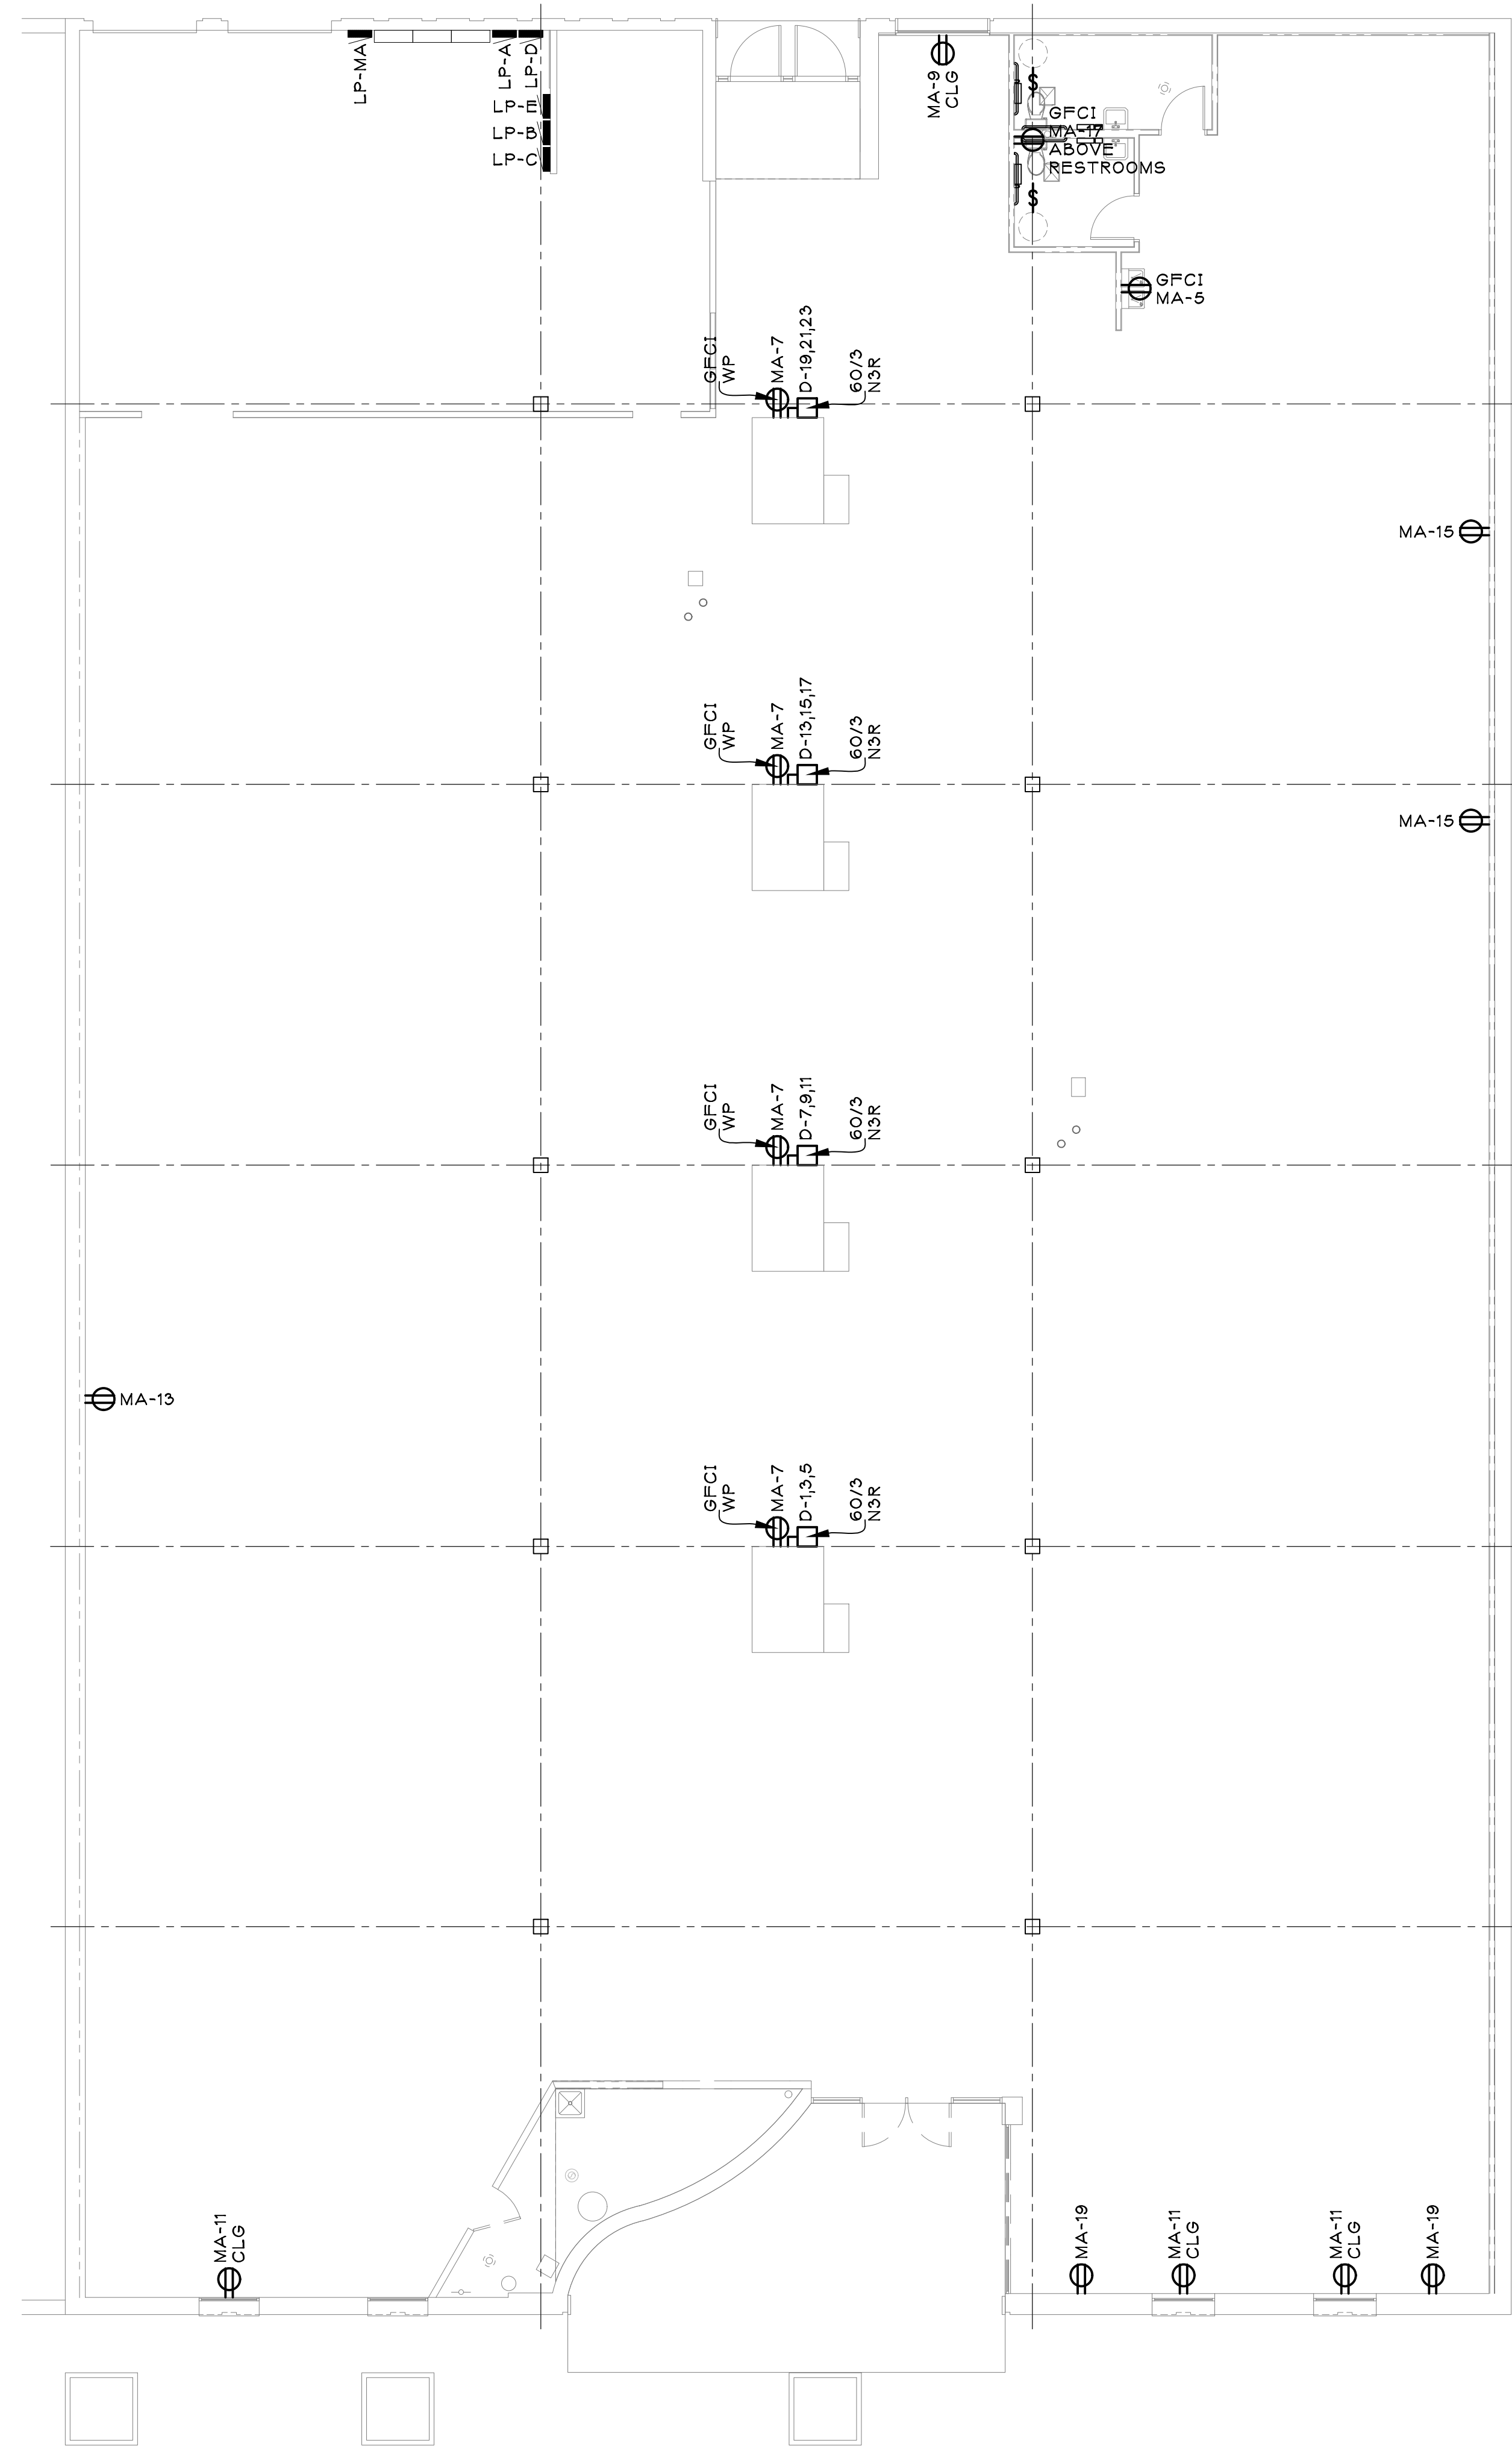 LP-MA
LP-A
LP-D
LP-E
LP-B
LP-C
MA-9
CLG
S
GFCI
MA-17
ABOVE
RESTROOMS
S
GFCI
MA-5
GFCI
WP
MA-7
D-19,21,23
60/3
N3R
MA-15
GFCI
WP
MA-7
D-13,15,17
60/3
N3R
MA-15
GFCI
WP
MA-7
D-7,9,11
60/3
N3R
MA-13
GFCI
WP
MA-7
D-1,3,5
60/3
N3R
MA-11
CLG
MA-19
MA-11
CLG
MA-11
CLG
MA-19